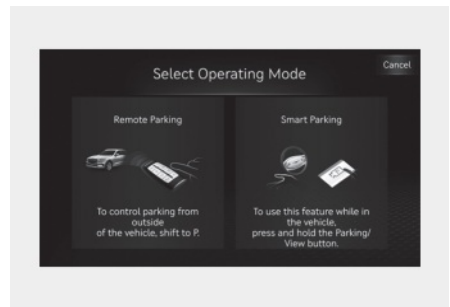 Select Operating Mode
Cancel
Remote Parking
Smart Parking
To control parking from
outside
of the vehicle, shift to P.
To use this feature while in
the vehicle,
press and hold the Parking/
View button.